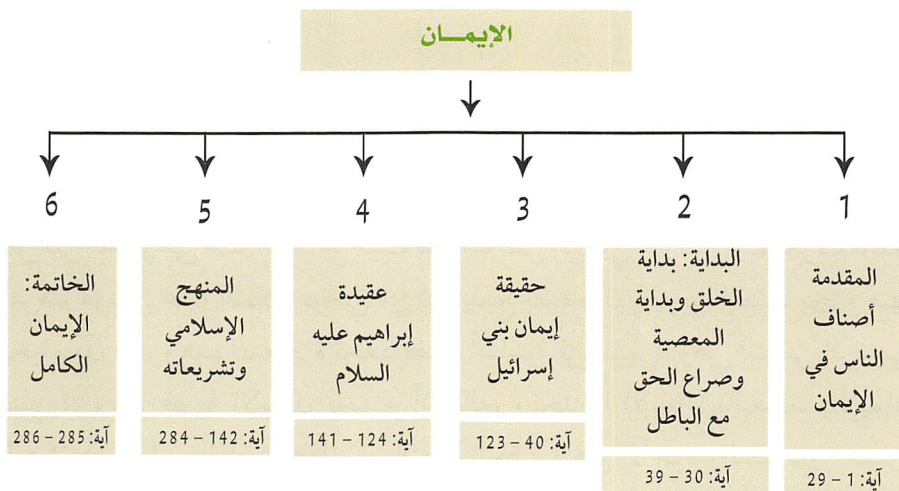 الإيمــان
1
المقدمة
أصناف
الناس في
الإيمان
آية: 1 – 29
2
البداية: بداية
الخلق وبداية
المعصية
وصراع الحق
مع الباطل
آية: 30 – 39
3
حقيقة
إيمان بني
إسرائيل
آية: 40 – 123
4
عقيدة
إبراهيم عليه
السلام
آية: 124 – 141
5
المنهج
الإسلامي
وتشريعاته
آية: 142 – 284
6
الخاتمة:
الإيمان
الكامل
آية: 285 – 286